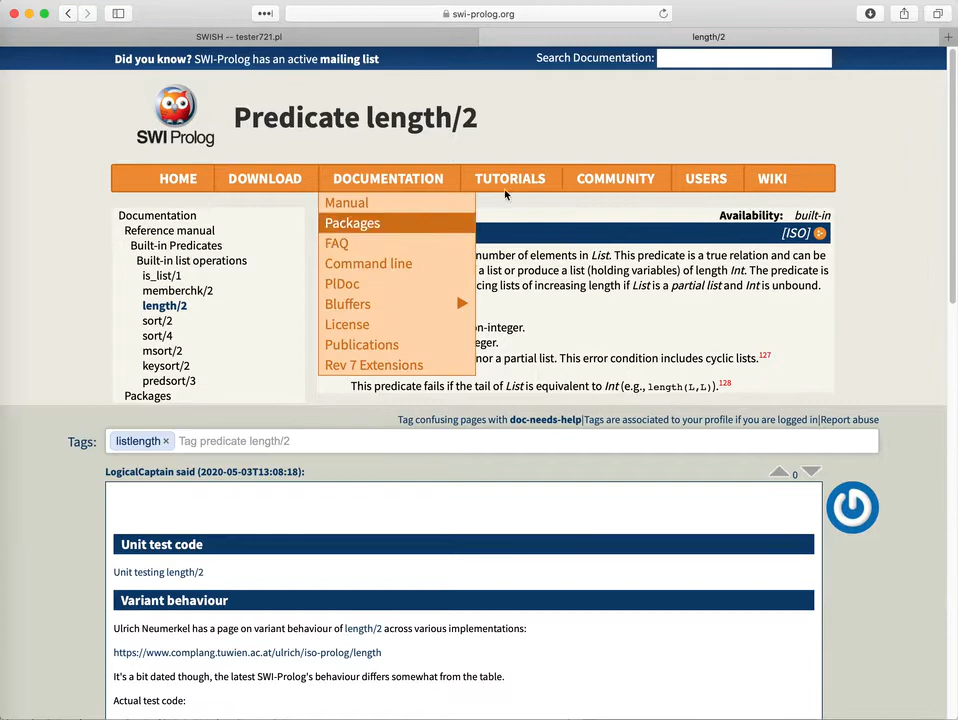 swi-prolog.org
SWISH -- tester721.pl
length/2
Did you know? SWI-Prolog has an active mailing list
Search Documentation:
SWI Prolog
Predicate length/2
HOME DOWNLOAD DOCUMENTATION TUTORIALS COMMUNITY USERS WIKI
Manual
Packages
FAQ
Command line
PlDoc
Bluffers
License
Publications
Rev 7 Extensions
Documentation
Reference manual
Built-in Predicates
Built-in list operations
is_list/1
memberchk/2
length/2
sort/2
sort/4
msort/2
keysort/2
predsort/3
Packages
Availability: built-in
[ISO]
number of elements in List. This predicate is a true relation and can be
a list or produce a list (holding variables) of length Int. The predicate is
cing lists of increasing length if List is a partial list and Int is unbound.
n-integer.
eger.
nor a partial list. This error condition includes cyclic lists.127
This predicate fails if the tail of List is equivalent to Int (e.g., length(L,L)).128
Tag confusing pages with doc-needs-help|Tags are associated to your profile if you are logged in|Report abuse
Tags: listlength × Tag predicate length/2
LogicalCaptain said (2020-05-03T13:08:18):
0
Unit test code
Unit testing length/2
Variant behaviour
Ulrich Neumerkel has a page on variant behaviour of length/2 across various implementations:
https://www.complang.tuwien.ac.at/ulrich/iso-prolog/length
It's a bit dated though, the latest SWI-Prolog's behaviour differs somewhat from the table.
Actual test code: